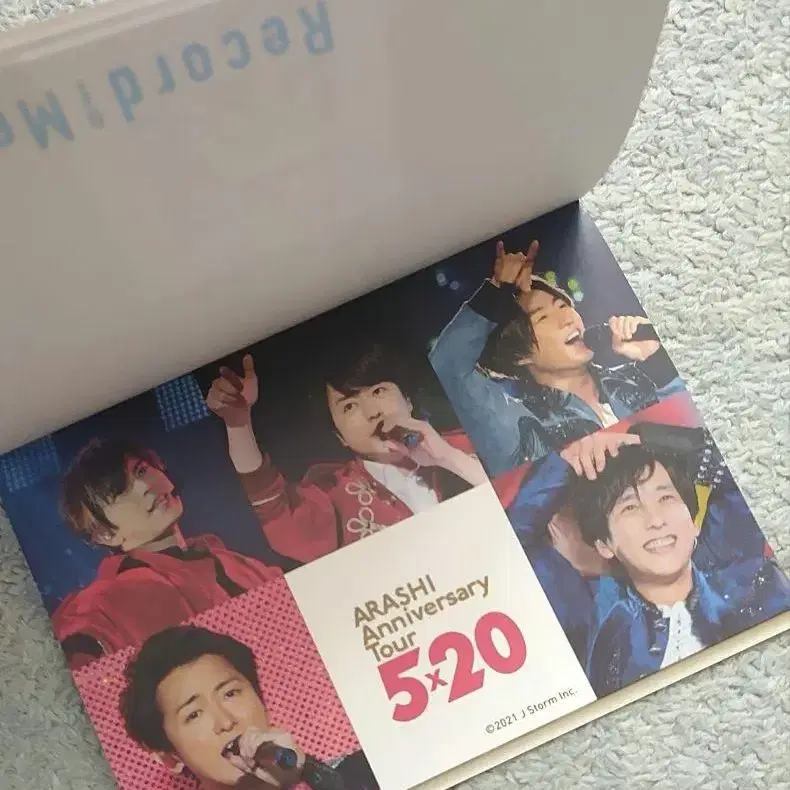 Record Me
ARASHI
Anniversary
Tour
5×20
©2021 J Storm Inc.